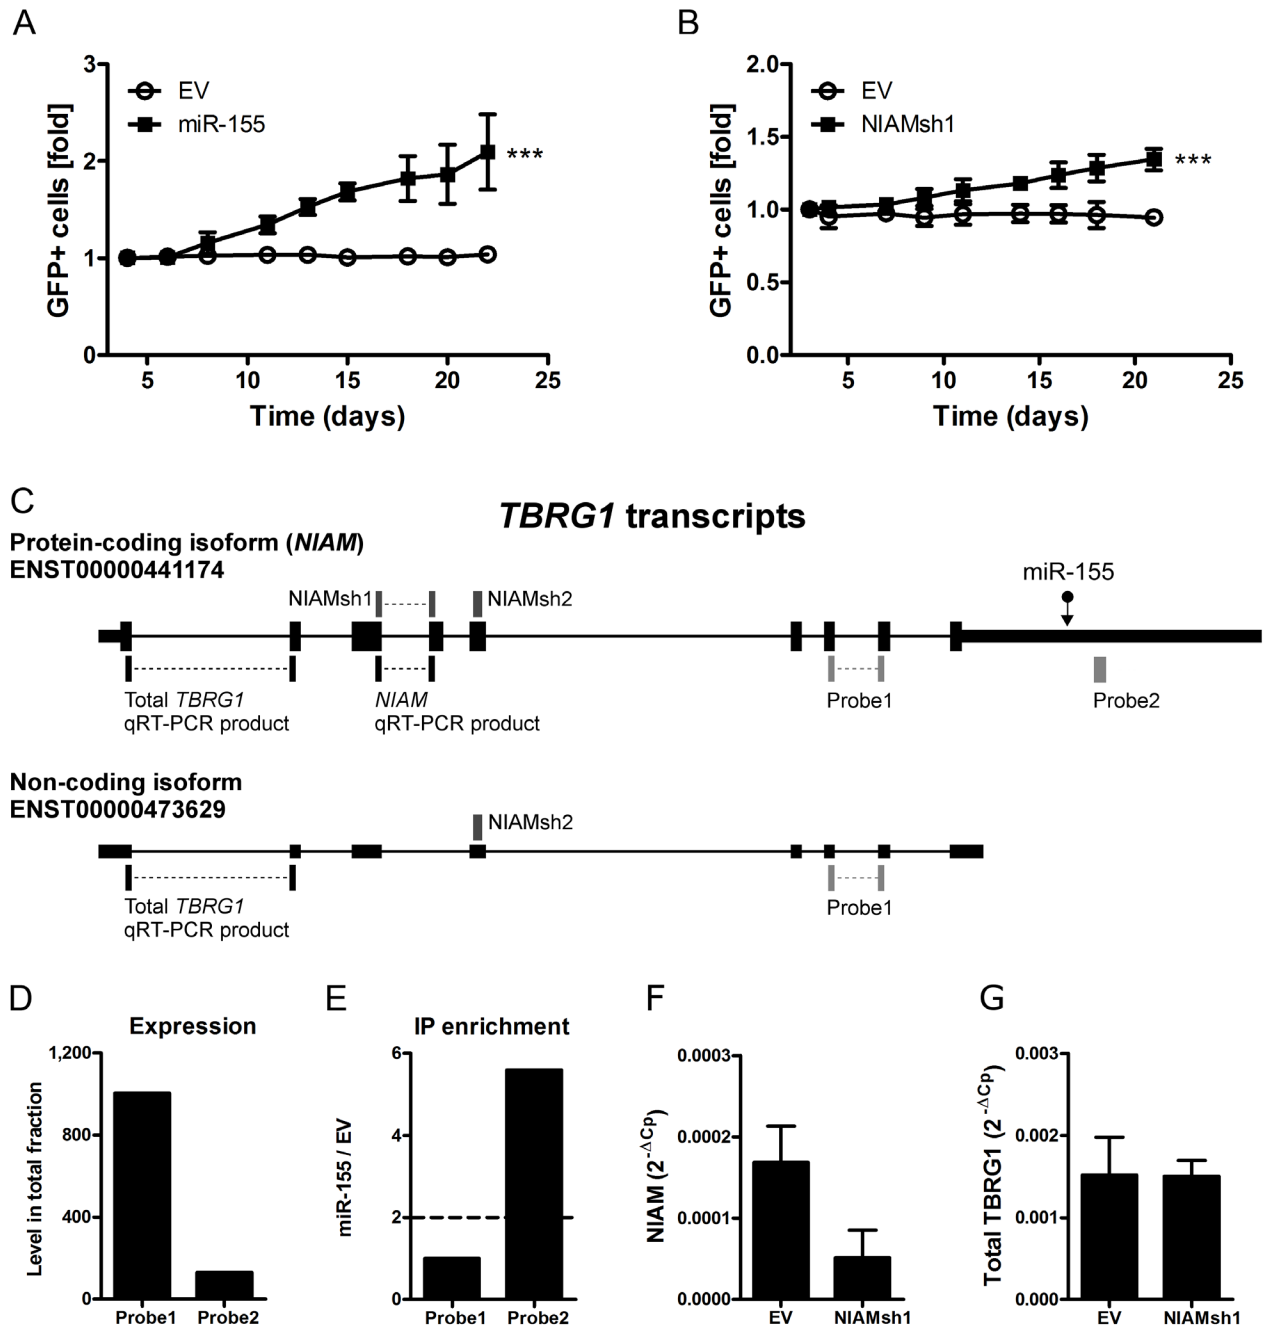 A
GFP+ cells [fold]
3
2
1
0
EV
miR-155
***
5
10
15
20
25
Time (days)
B
GFP+ cells [fold]
2.0
1.5
1.0
0.5
0.0
EV
NIAMsh1
***
5
10
15
20
25
Time (days)
C
TBRG1 transcripts
Protein-coding isoform (NIAM)
ENST00000441174
NIAMsh1
NIAMsh2
miR-155
Total TBRG1
qRT-PCR product
NIAM
qRT-PCR product
Probe1
Probe2
Non-coding isoform
ENST00000473629
NIAMsh2
Total TBRG1
qRT-PCR product
Probe1
D
Expression
Level in total fraction
1,200
800
400
0
Probe1
Probe2
E
IP enrichment
miR-155 / EV
6
4
2
0
Probe1
Probe2
F
NIAM (2^-ΔCp)
0.0003
0.0002
0.0001
0.0000
EV
NIAMsh1
G
Total TBRG1 (2^-ΔCp)
0.003
0.002
0.001
0.000
EV
NIAMsh1